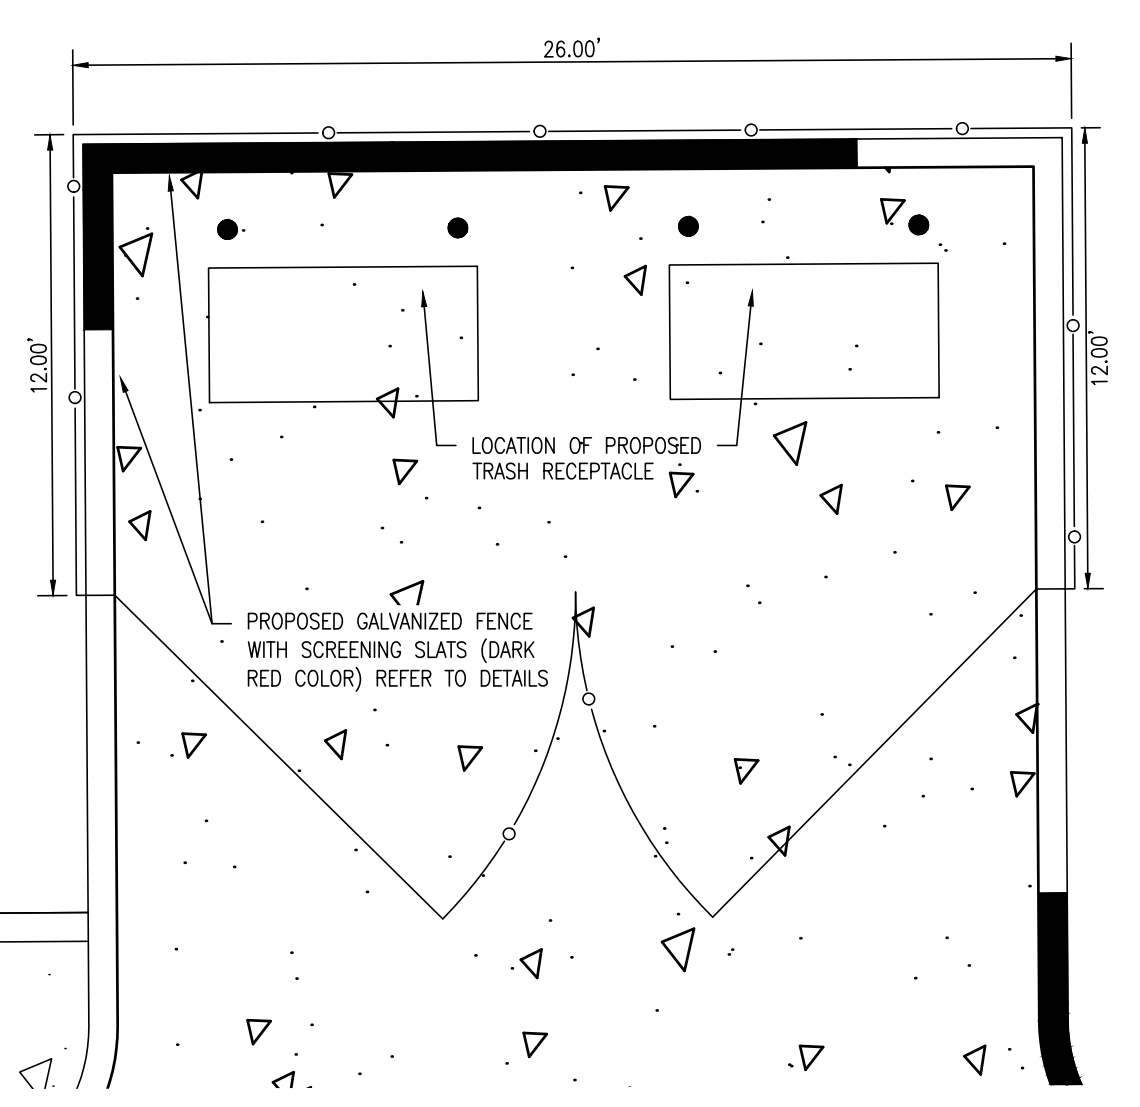 26.00'
12.00'
12.00'
LOCATION OF PROPOSED
TRASH RECEPTACLE
PROPOSED GALVANIZED FENCE
WITH SCREENING SLATS (DARK
RED COLOR) REFER TO DETAILS